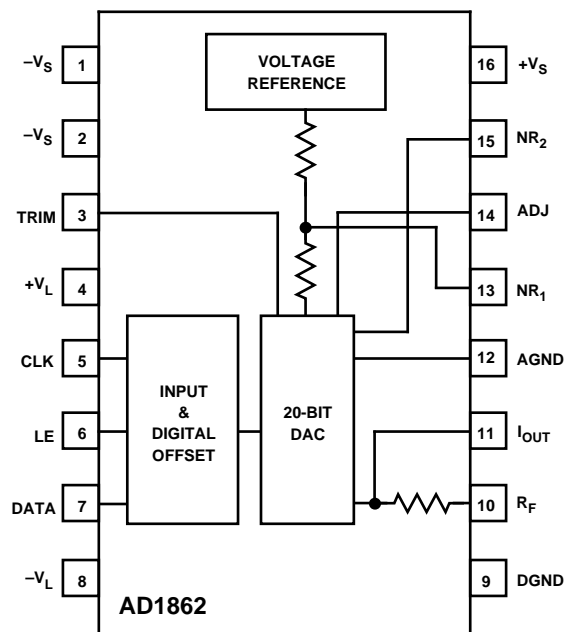 –VS 1
–VS 2
TRIM 3
+VL 4
CLK 5
LE 6
DATA 7
–VL 8
VOLTAGE
REFERENCE
INPUT
&
DIGITAL
OFFSET
20-BIT
DAC
16 +VS
15 NR2
14 ADJ
13 NR1
12 AGND
11 IOUT
10 RF
9 DGND
AD1862